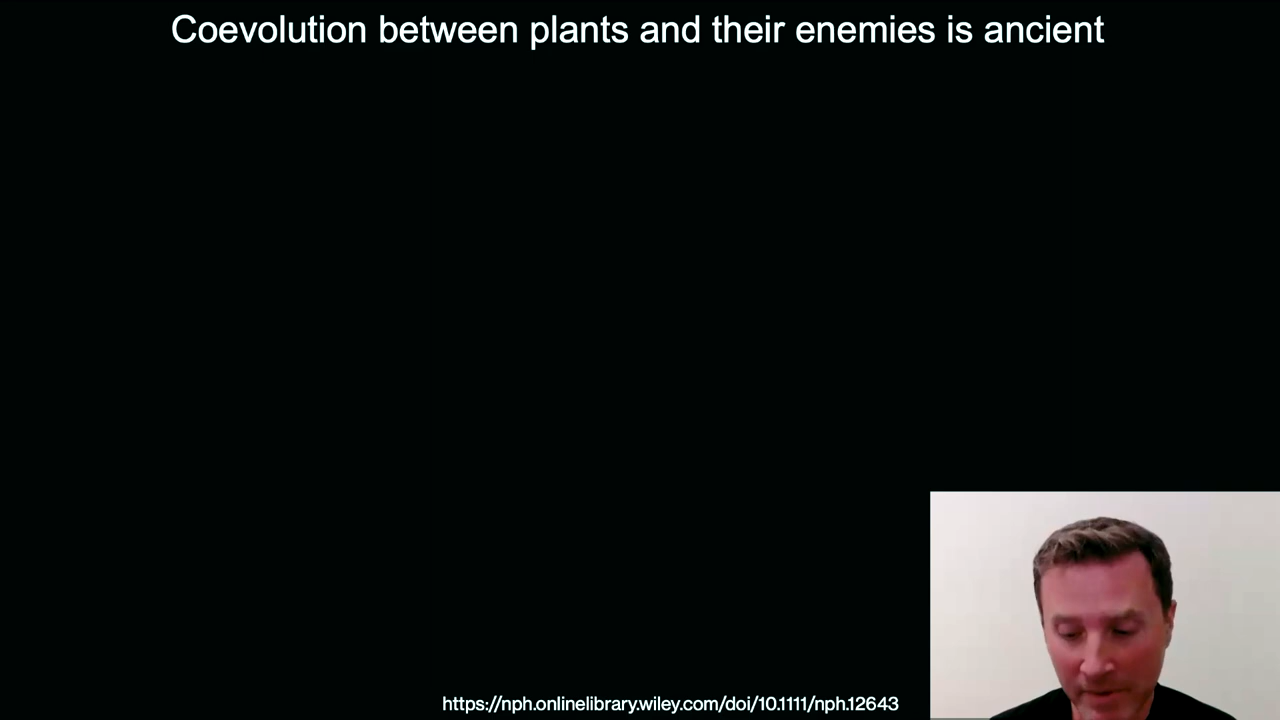 Coevolution between plants and their enemies is ancient
https://nph.onlinelibrary.wiley.com/doi/10.1111/nph.12643